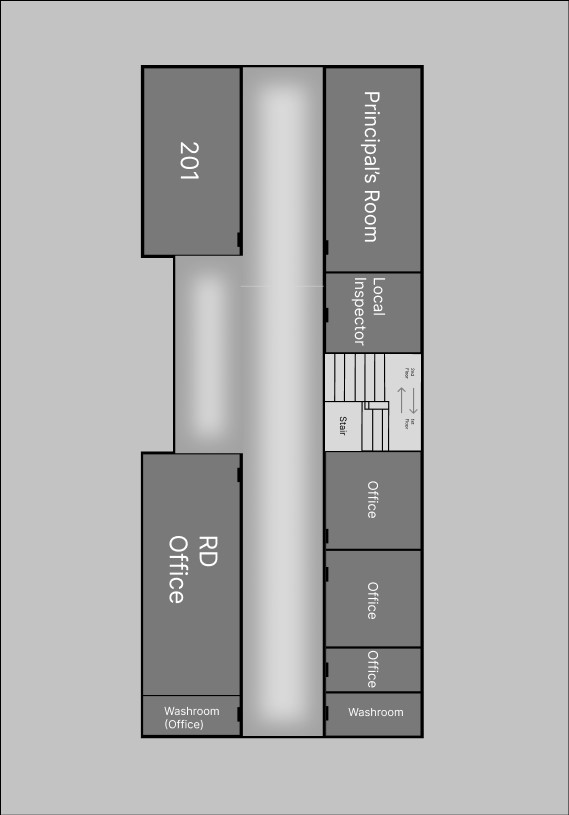 201
Principal's Room
Local
Inspector
2nd
Floor
1st
Floor
Stair
Office
RD
Office
Office
Office
Washroom
(Office)
Washroom